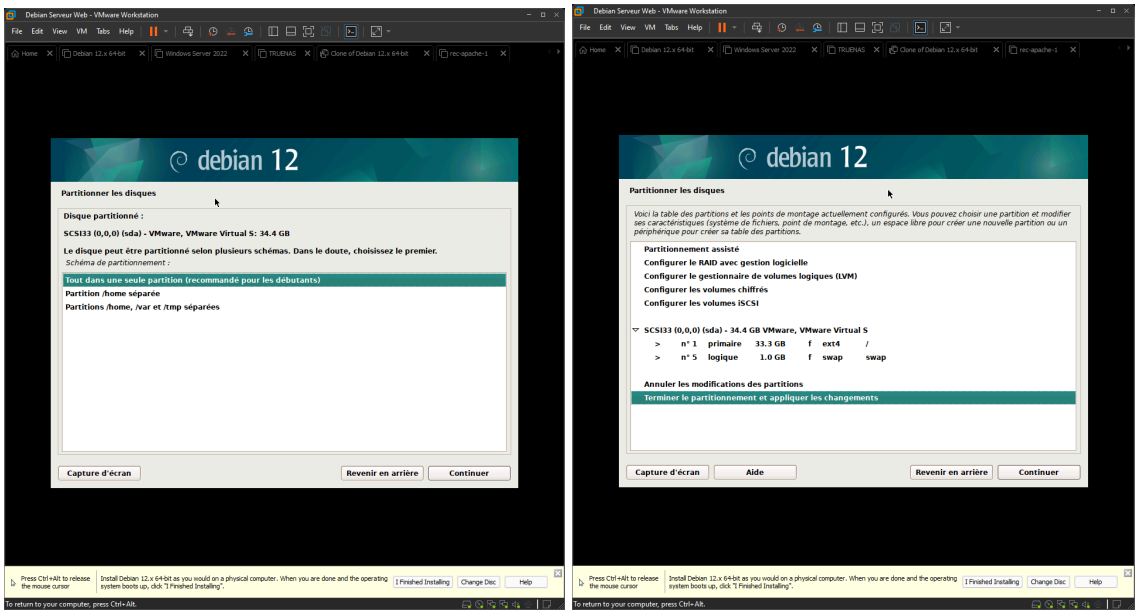 Debian Serveur Web - VMware Workstation
File Edit View VM Tabs Help
Home Debian 12.x 64-bit Windows Server 2022 TRUENAS Clone of Debian 12.x 64-bit rec-apache-1
debian 12
Partitionner les disques
Disque partitionné :
SCSI33 (0,0,0) (sda) - VMware, VMware Virtual S: 34.4 GB
Le disque peut être partitionné selon plusieurs schémas. Dans le doute, choisissez le premier.
Schéma de partitionnement :
Tout dans une seule partition (recommandé pour les débutants)
Partition /home séparée
Partitions /home, /var et /tmp séparées
Capture d'écran Revenir en arrière Continuer
Press Ctrl+Alt to release
the mouse cursor
Install Debian 12.x 64-bit as you would on a physical computer. When you are done and the operating
system boots up, click "I Finished Installing".
I Finished Installing Change Disc Help
To return to your computer, press Ctrl+Alt.
Debian Serveur Web - VMware Workstation
File Edit View VM Tabs Help
Home Debian 12.x 64-bit Windows Server 2022 TRUENAS Clone of Debian 12.x 64-bit rec-apache-1
debian 12
Partitionner les disques
Voici la table des partitions et les points de montage actuellement configurés. Vous pouvez choisir une partition et modifier
ses caractéristiques (système de fichiers, point de montage, etc.), un espace libre pour créer une nouvelle partition ou un
périphérique pour créer sa table des partitions.
Partitionnement assisté
Configurer le RAID avec gestion logicielle
Configurer le gestionnaire de volumes logiques (LVM)
Configurer les volumes chiffrés
Configurer les volumes iSCSI
SCSI33 (0,0,0) (sda) - 34.4 GB VMware, VMware Virtual S
> n° 1 primaire 33.3 GB f ext4 /
> n° 5 logique 1.0 GB f swap swap
Annuler les modifications des partitions
Terminer le partitionnement et appliquer les changements
Capture d'écran Aide Revenir en arrière Continuer
Press Ctrl+Alt to release
the mouse cursor
Install Debian 12.x 64-bit as you would on a physical computer. When you are done and the operating
system boots up, click "I Finished Installing".
I Finished Installing Change Disc Help
To return to your computer, press Ctrl+Alt.